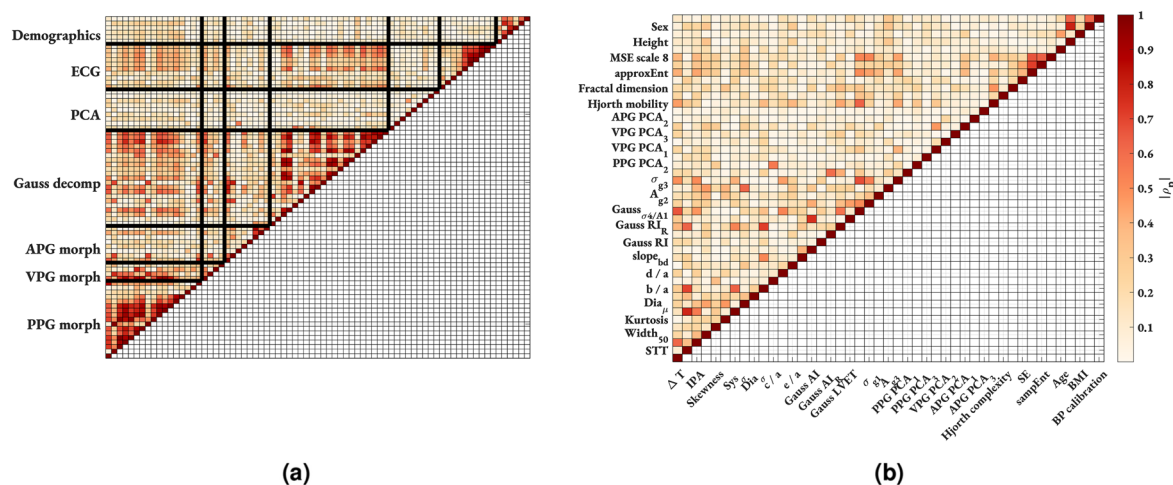 Demographics
ECG
PCA
Gauss decomp
APG morph
VPG morph
PPG morph
(a)
Sex
Height
MSE scale 8
approxEnt
Fractal dimension
Hjorth mobility
APG PCA2
VPG PCA3
VPG PCA1
PPG PCA2
σg3
Ag2
Gaussσ4/A1
Gauss RIR
Gauss RI
slopebd
d / a
b / a
Diaμ
Kurtosis
Width50
STT
Δ T
IPA
Skewness
Sysσ
Diaσ
c / a
e / a
Gauss AI
Gauss AIR
Gauss LVET
σg1
Ag3
PPG PCA1
PPG PCA3
VPG PCA2
APG PCA1
APG PCA3
Hjorth complexity
SE
sampEnt
Age
BMI
BP calibration
1
0.9
0.8
0.7
0.6
0.5
0.4
0.3
0.2
0.1
|ρp|
(b)